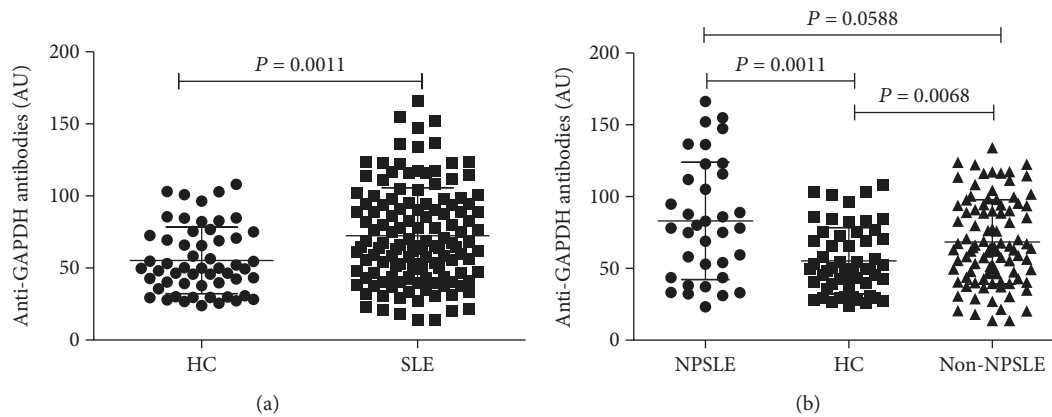 Anti-GAPDH antibodies (AU)
200
150
100
50
0
P = 0.0011
HC
SLE
(a)
Anti-GAPDH antibodies (AU)
200
150
100
50
0
P = 0.0588
P = 0.0011
P = 0.0068
NPSLE
HC
Non-NPSLE
(b)